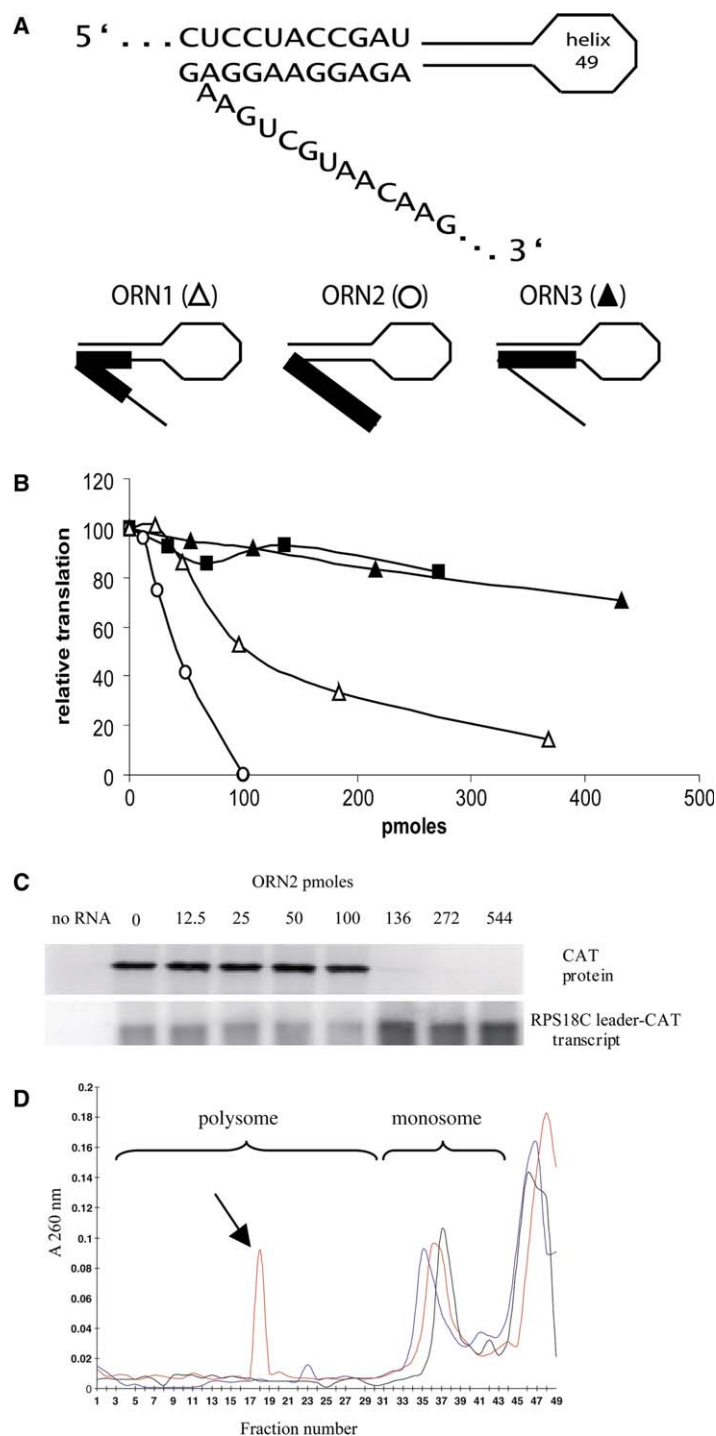 A
5‘ . . . CUCCUACCGAU
helix
49
GAGGAAGGAGA
AAGUCGUAACAAG. . . 3‘
ORN1 (△) ORN2 (○) ORN3 (▲)
B
relative translation
120
100
80
60
40
20
0
0 100 200 300 400 500
pmoles
C
ORN2 pmoles
no RNA 0 12.5 25 50 100 136 272 544
CAT
protein
RPS18C leader-CAT
transcript
D
polysome monosome
A 260 nm
0.2
0.18
0.16
0.14
0.12
0.1
0.08
0.06
0.04
0.02
0
1 3 5 7 9 11 13 15 17 19 21 23 25 27 29 31 33 35 37 39 41 43 45 47 49
Fraction number